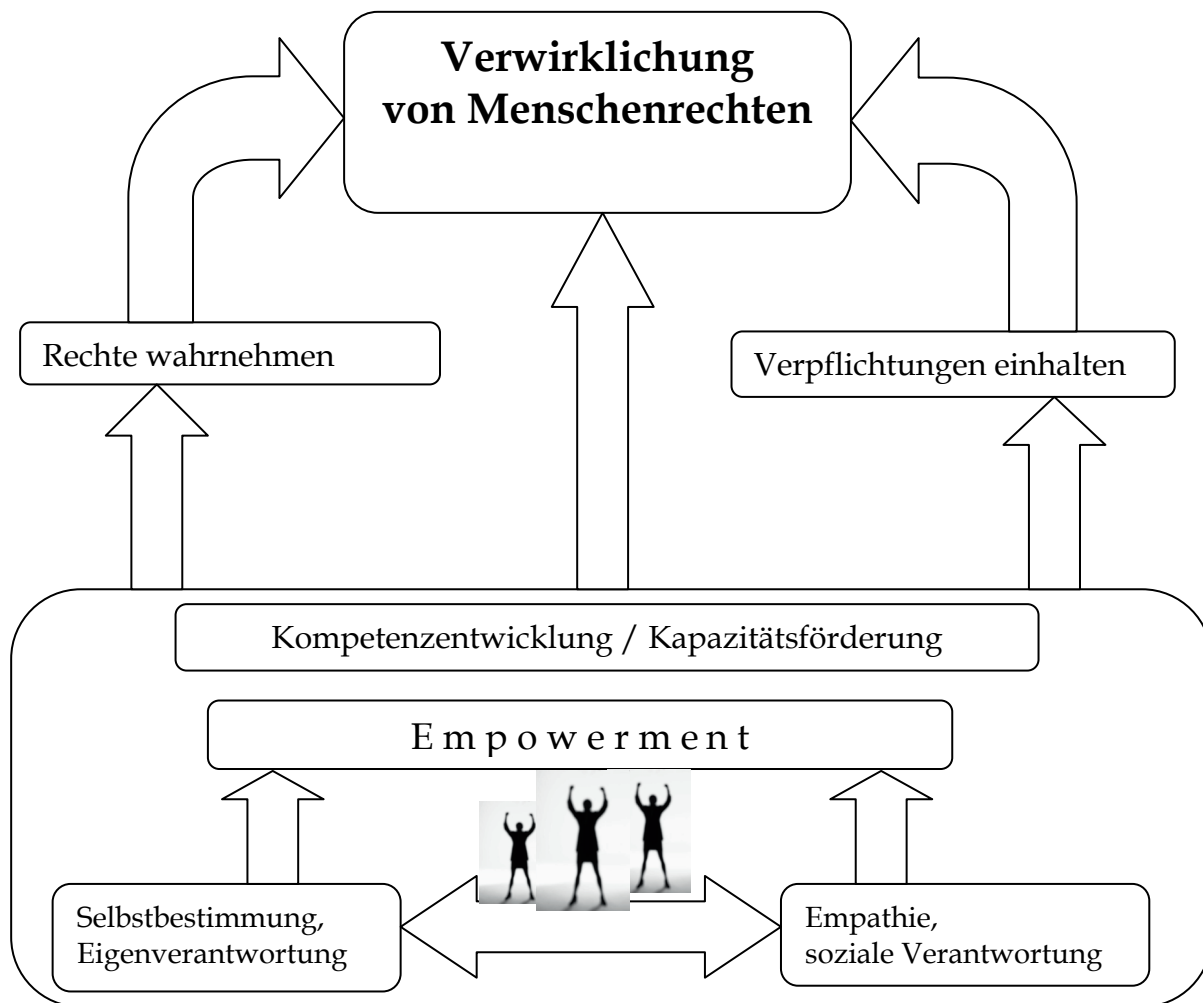 Verwirklichung
von Menschenrechten
Rechte wahrnehmen
Verpflichtungen einhalten
Kompetenzentwicklung / Kapazitätsförderung
E m p o w e r m e n t
Selbstbestimmung,
Eigenverantwortung
Empathie,
soziale Verantwortung